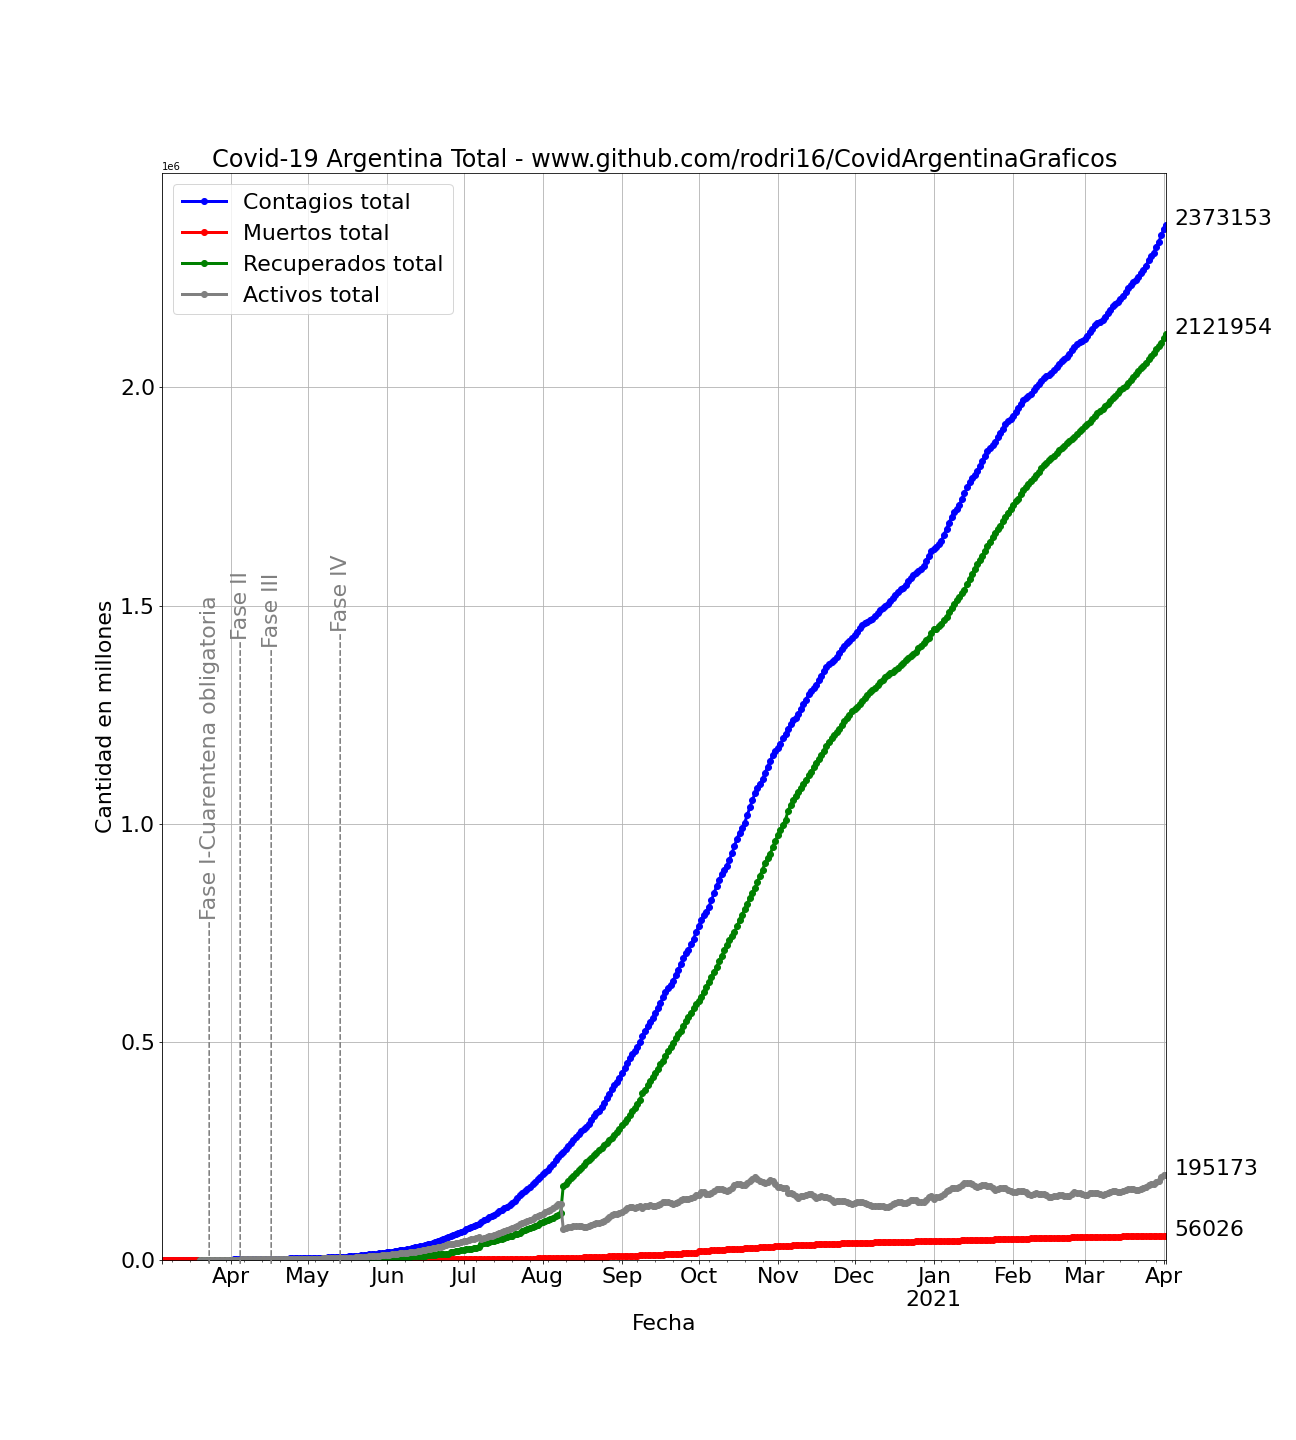 Covid-19 Argentina Total - www.github.com/rodri16/CovidArgentinaGraficos
1e6
Contagios total
Muertos total
Recuperados total
Activos total
2373153
2121954
195173
56026
2.0
1.5
1.0
0.5
0.0
Cantidad en millones
Fase I-Cuarentena obligatoria
Fase II
Fase III
Fase IV
Apr May Jun Jul Aug Sep Oct Nov Dec Jan Feb Mar Apr
2021
Fecha